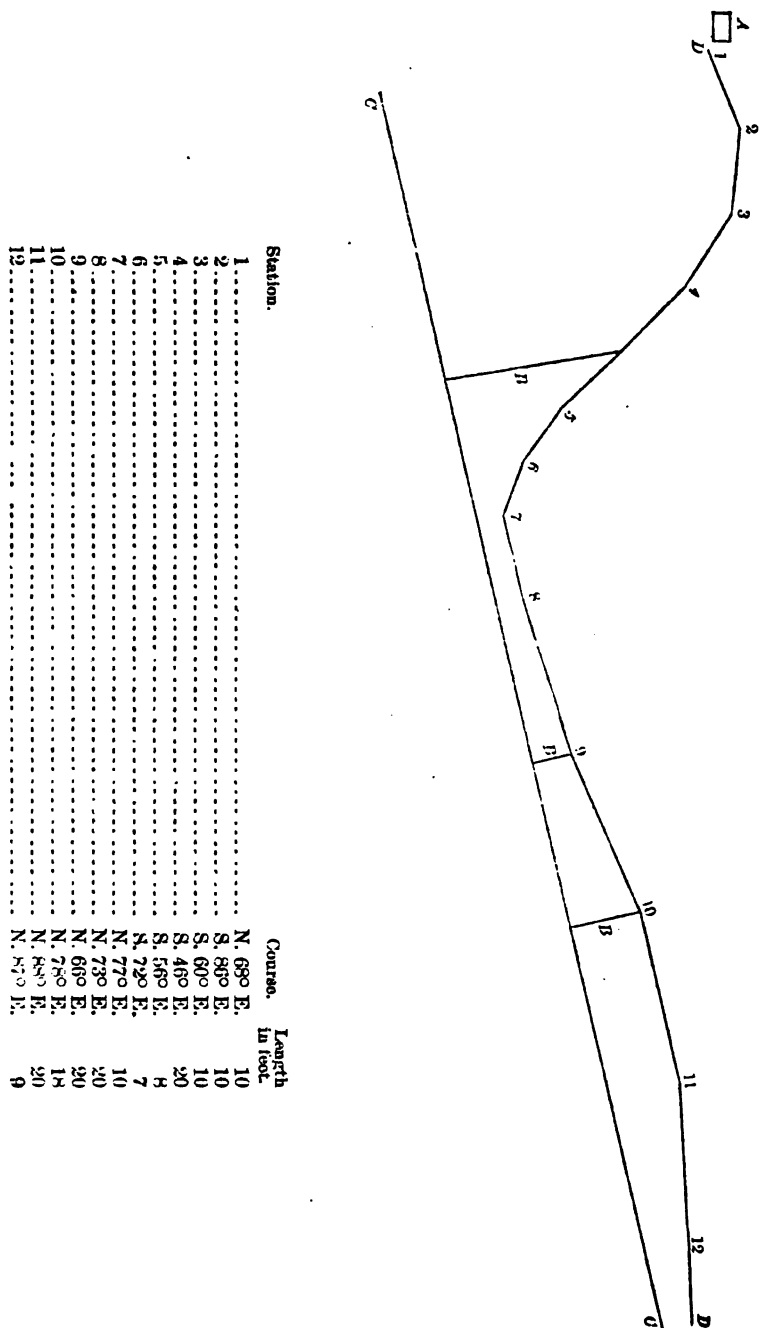 A
1
D
2
3
4
B
5
6
7
8
9
B
10
B
11
12
D
C
C
Station. Course. Length in feet.
1 N. 68° E. 10
2 S. 86° E. 10
3 S. 60° E. 10
4 S. 46° E. 20
5 S. 56° E. 8
6 S. 72° E. 7
7 N. 77° E. 10
8 N. 73° E. 20
9 N. 66° E. 20
10 N. 78° E. 18
11 N. 88° E. 20
12 N. 87° E. 9